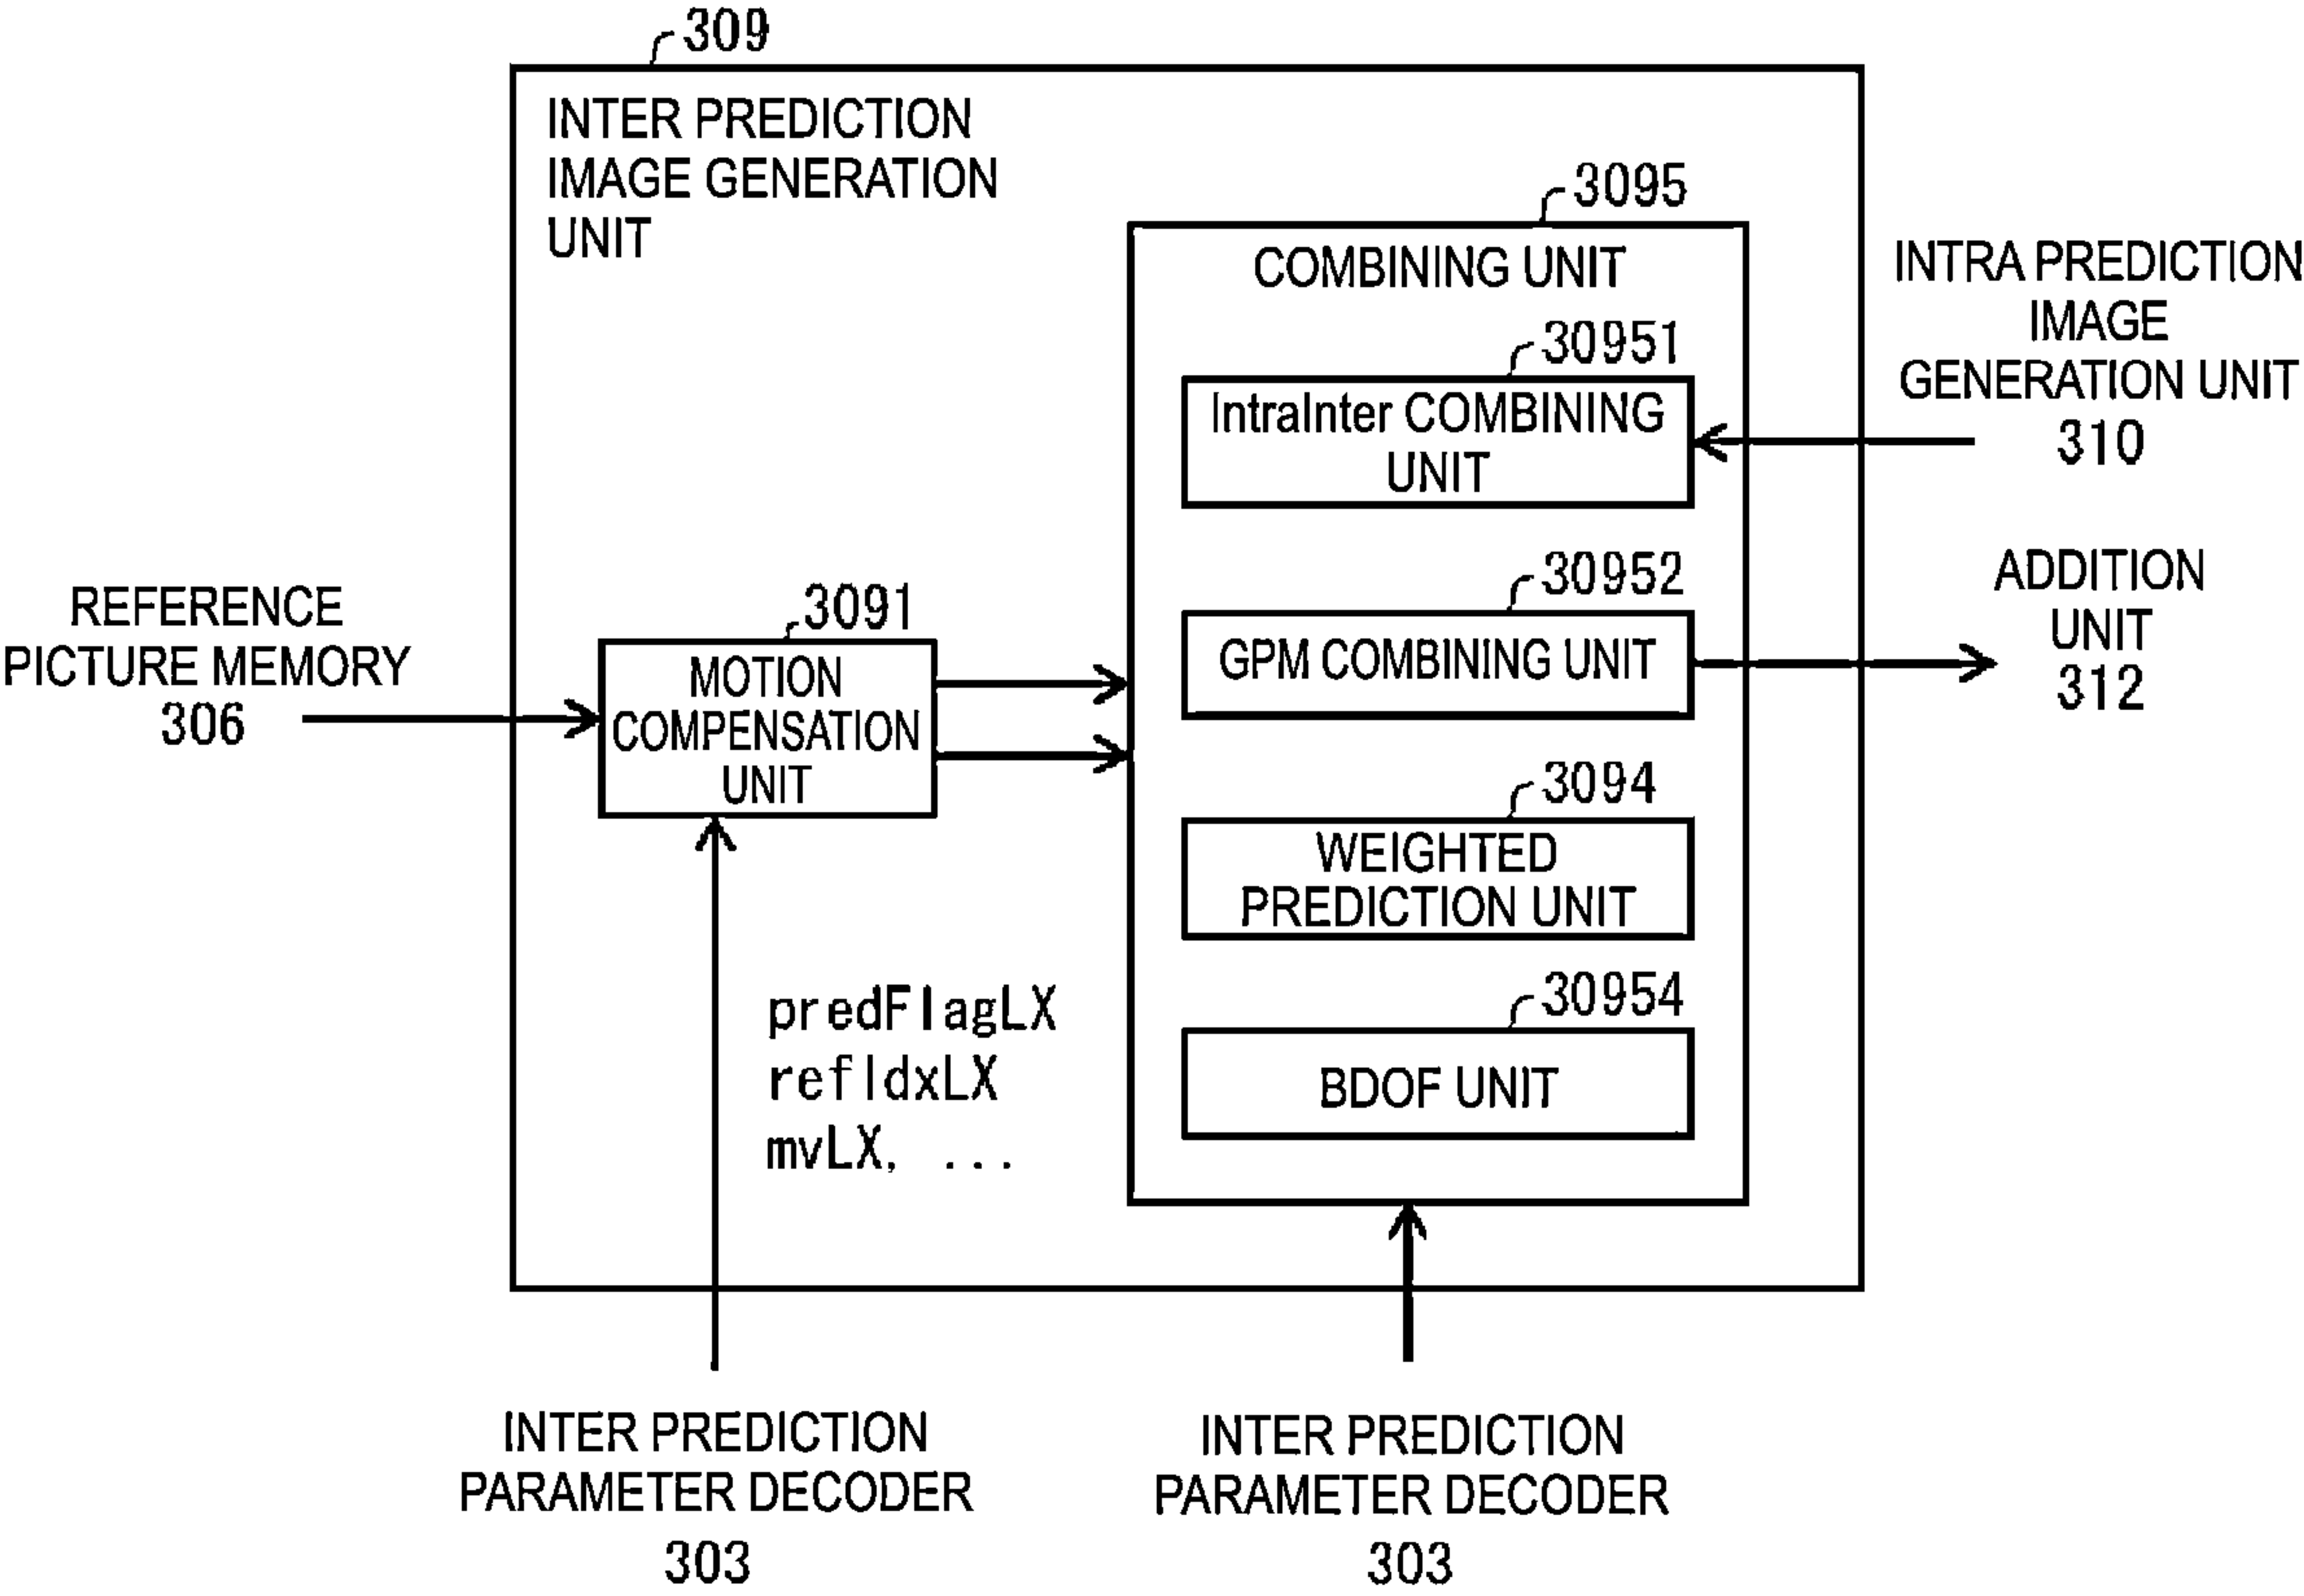 309
INTER PREDICTION
IMAGE GENERATION
UNIT
3095
COMBINING UNIT
30951
IntraInter COMBINING
UNIT
INTRA PREDICTION
IMAGE
GENERATION UNIT
310
30952
GPM COMBINING UNIT
ADDITION
UNIT
312
REFERENCE
PICTURE MEMORY
306
3091
MOTION
COMPENSATION
UNIT
3094
WEIGHTED
PREDICTION UNIT
30954
BDOF UNIT
predFlagLX
refIdxLX
mvLX, ...
INTER PREDICTION
PARAMETER DECODER
303
INTER PREDICTION
PARAMETER DECODER
303